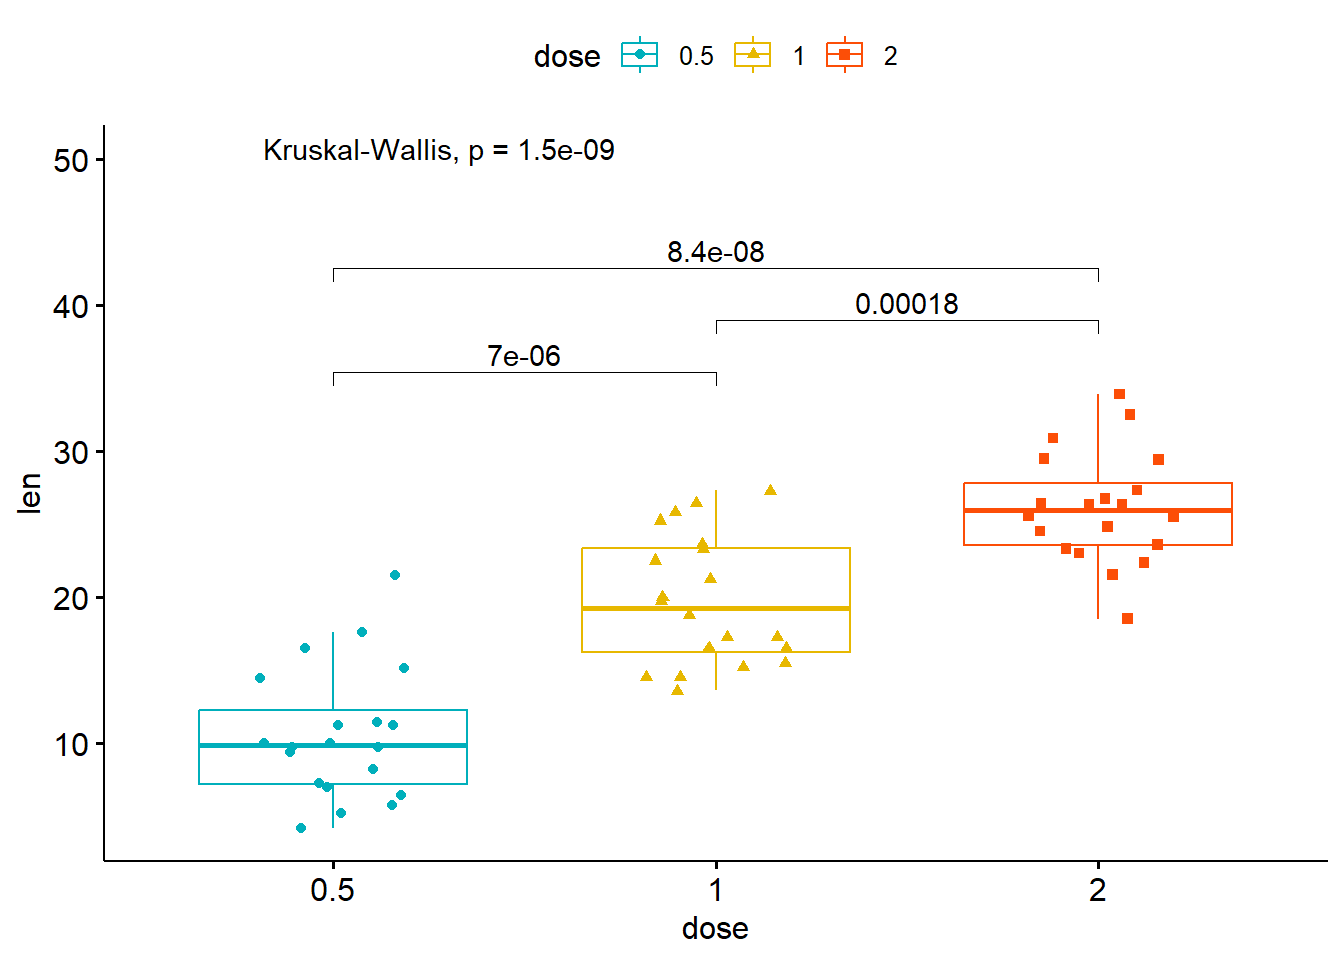 dose 0.5 1 2
Kruskal-Wallis, p = 1.5e-09
50
8.4e-08
40
0.00018
7e-06
30
len
20
10
0.5 1 2
dose